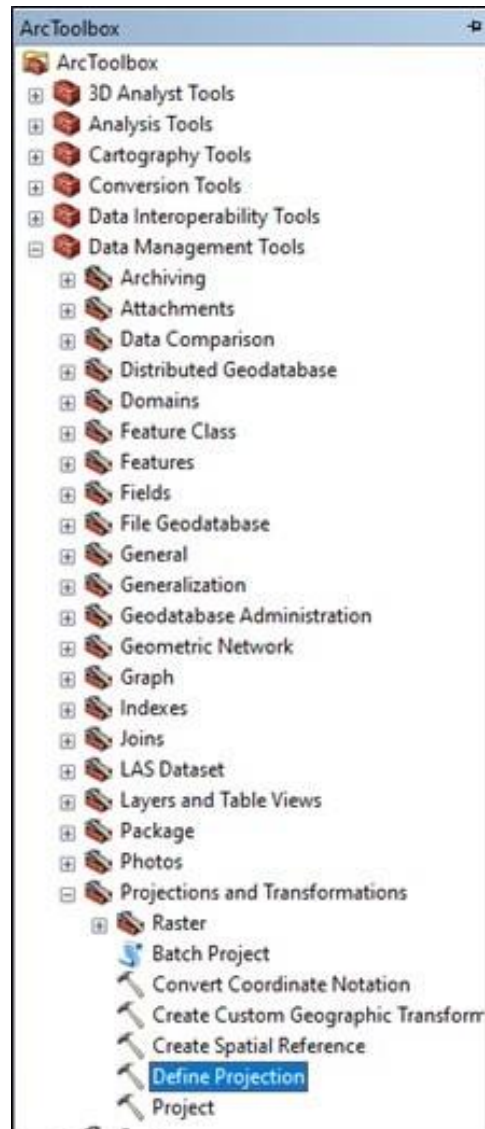 ArcToolbox
ArcToolbox
3D Analyst Tools
Analysis Tools
Cartography Tools
Conversion Tools
Data Interoperability Tools
Data Management Tools
Archiving
Attachments
Data Comparison
Distributed Geodatabase
Domains
Feature Class
Features
Fields
File Geodatabase
General
Generalization
Geodatabase Administration
Geometric Network
Graph
Indexes
Joins
LAS Dataset
Layers and Table Views
Package
Photos
Projections and Transformations
Raster
Batch Project
Convert Coordinate Notation
Create Custom Geographic Transform
Create Spatial Reference
Define Projection
Project